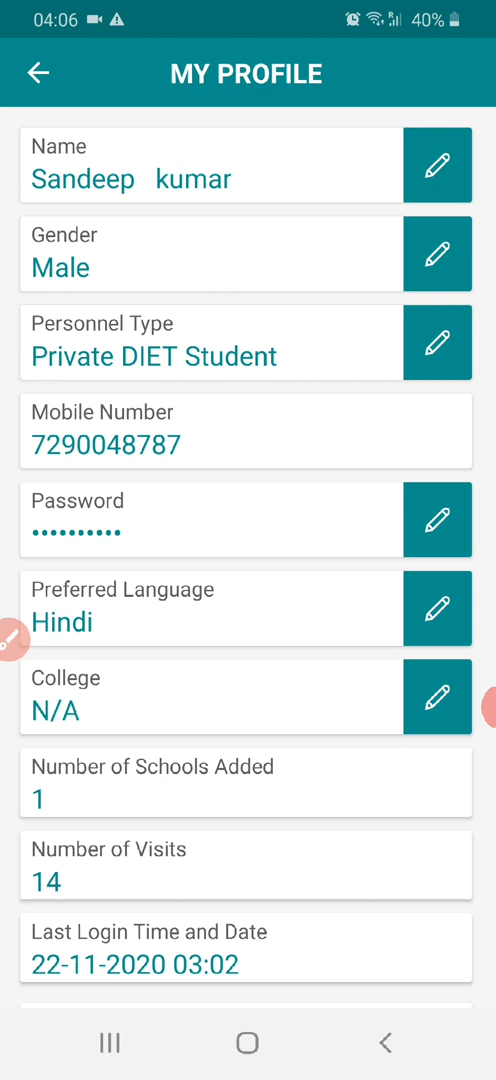 04:06 40%
MY PROFILE
Name
Sandeep kumar
Gender
Male
Personnel Type
Private DIET Student
Mobile Number
7290048787
Password
••••••••••
Preferred Language
Hindi
College
N/A
Number of Schools Added
1
Number of Visits
14
Last Login Time and Date
22-11-2020 03:02